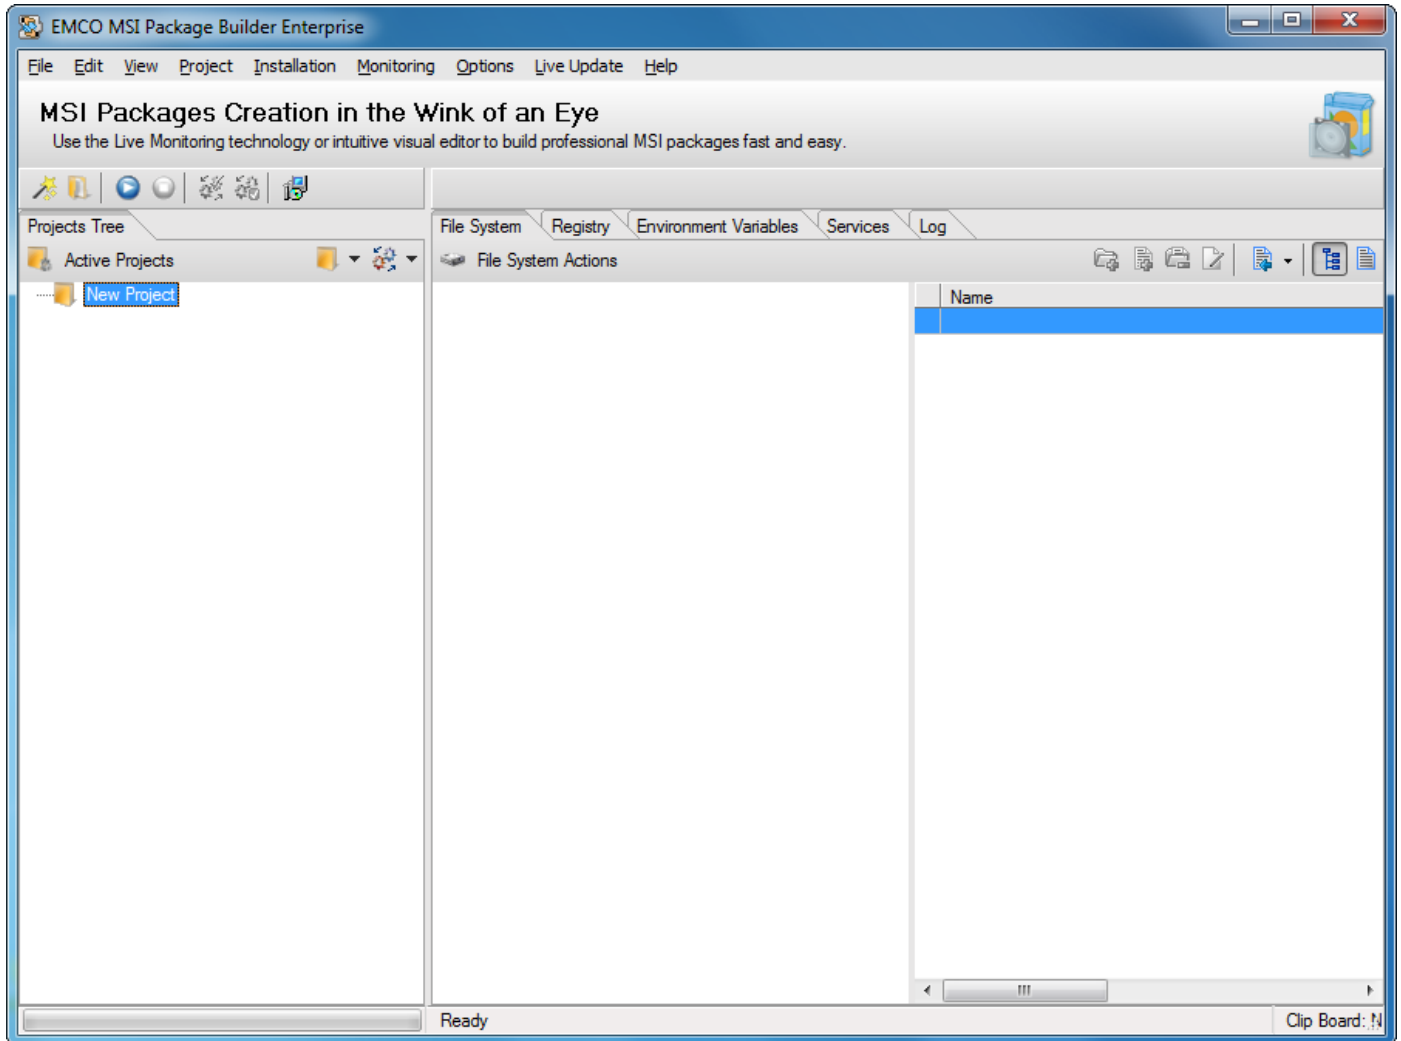 EMCO MSI Package Builder Enterprise
File Edit View Project Installation Monitoring Options Live Update Help
MSI Packages Creation in the Wink of an Eye
Use the Live Monitoring technology or intuitive visual editor to build professional MSI packages fast and easy.
Projects Tree File System Registry Environment Variables Services Log
Active Projects File System Actions
New Project Name
Ready Clip Board: N